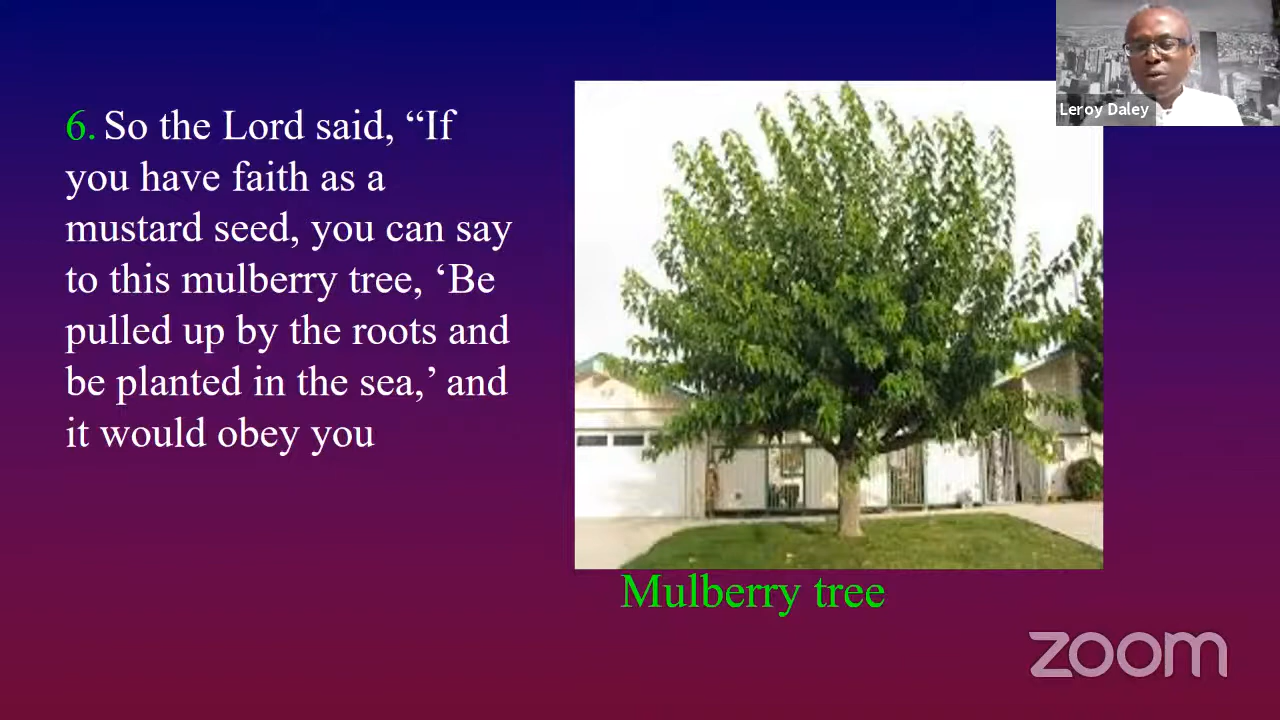 6. So the Lord said, “If
you have faith as a
mustard seed, you can say
to this mulberry tree, ‘Be
pulled up by the roots and
be planted in the sea,’ and
it would obey you
Leroy Daley
Mulberry tree
zoom